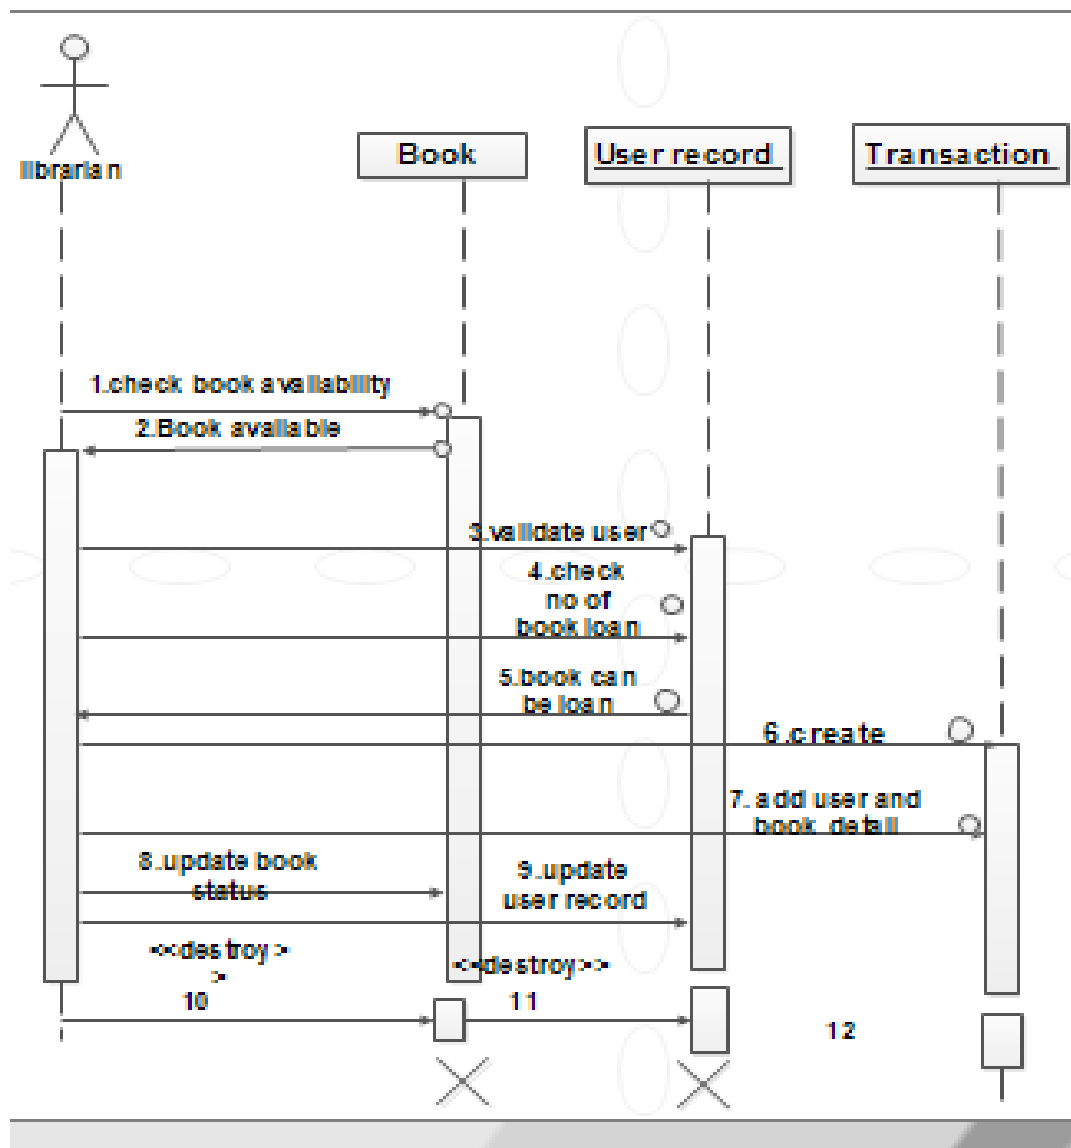 librarian
Book
User record
Transaction
1.check book availability
2.Book available
3.validate user
4.check
no of
book loan
5.book can
be loan
6.create
7. add user and
book detail
8.update book
status
9.update
user record
<<destroy>
>
<<destroy>>
10
11
12